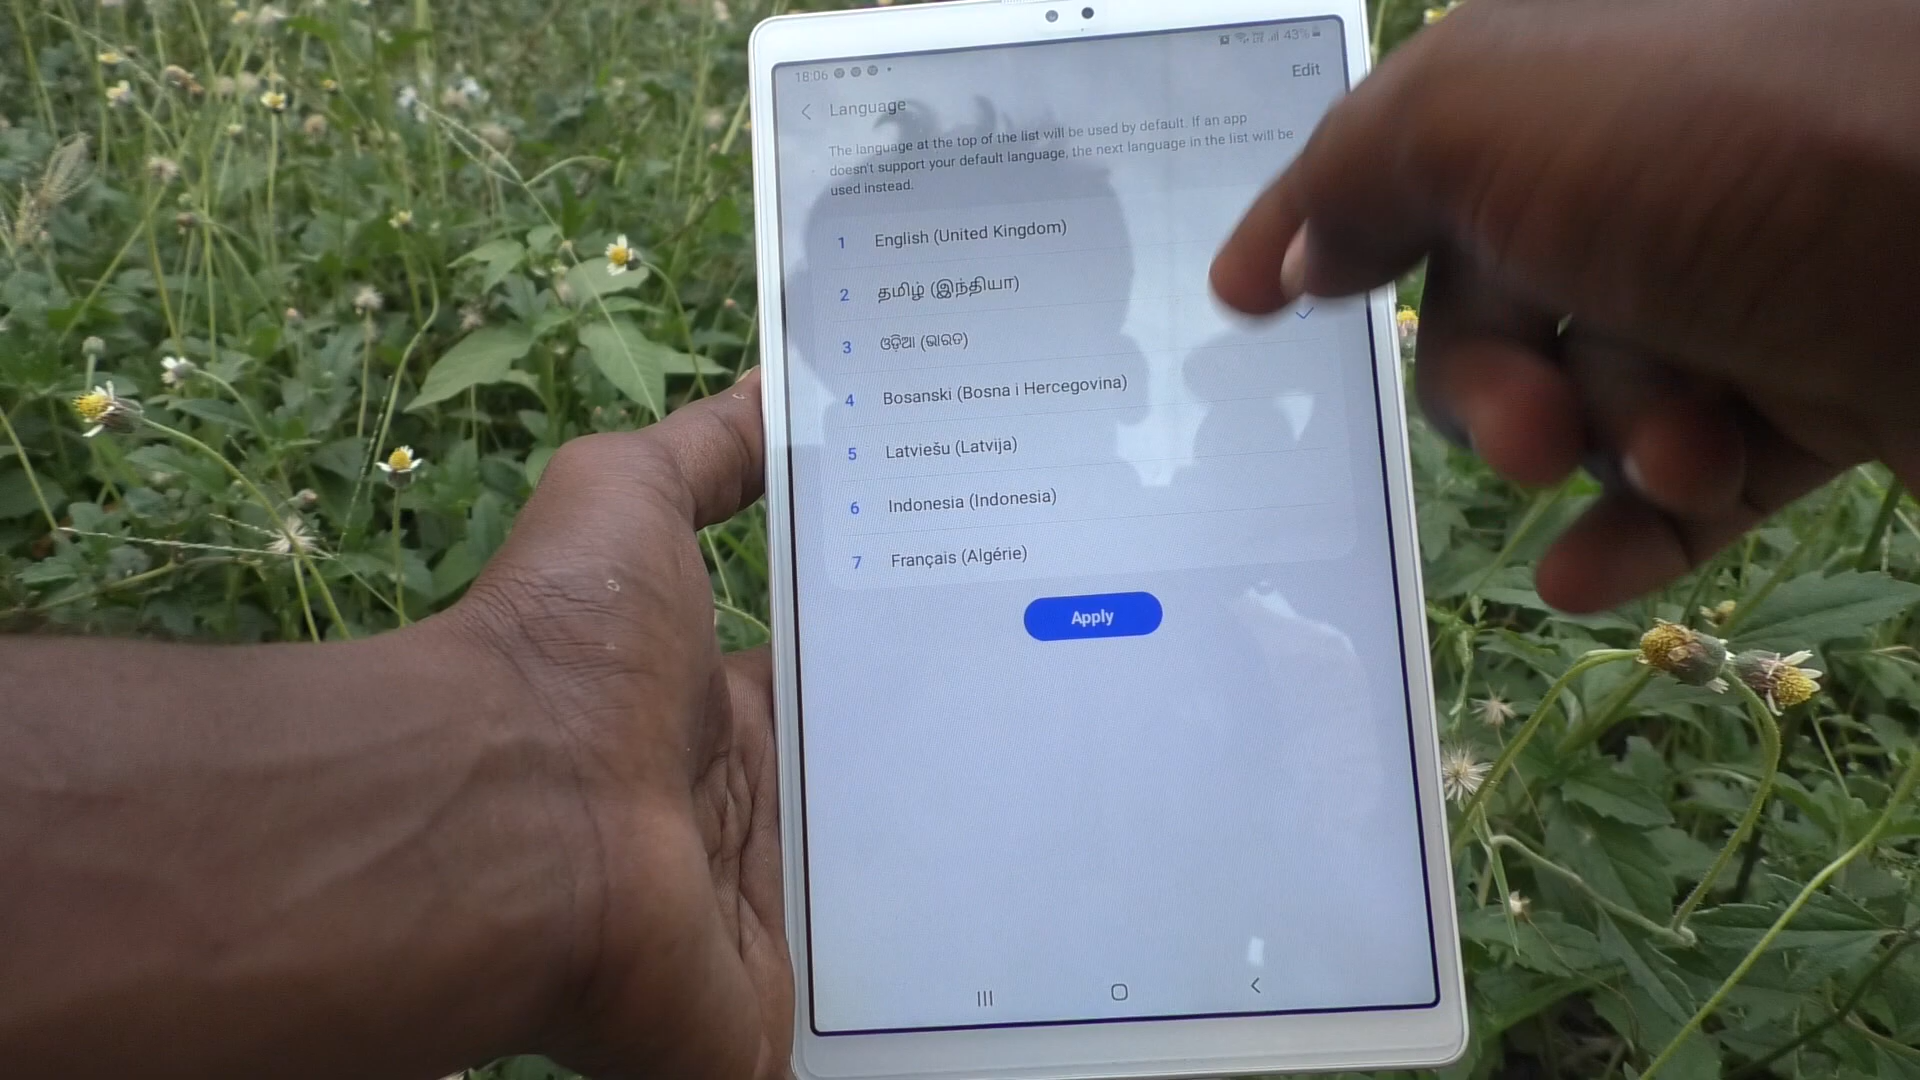 18:06
43%
Edit
Language
The language at the top of the list will be used by default. If an app
doesn't support your default language, the next language in the list will be
used instead.
1 English (United Kingdom)
2 தமிழ் (இந்தியா)
3 ଓଡ଼ିଆ (ଭାରତ)
4 Bosanski (Bosna i Hercegovina)
5 Latviešu (Latvija)
6 Indonesia (Indonesia)
7 Français (Algérie)
Apply